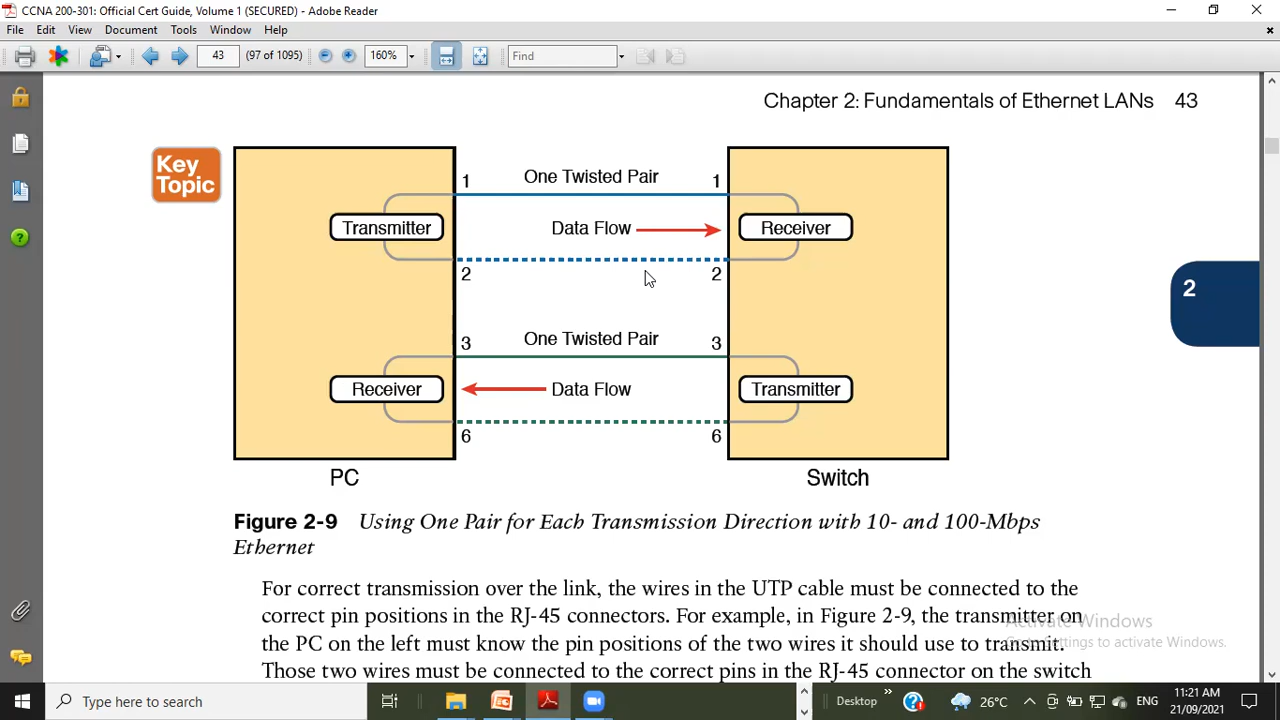 CCNA 200-301: Official Cert Guide, Volume 1 (SECURED) - Adobe Reader
File Edit View Document Tools Window Help
43 (97 of 1095) 160% Find
Chapter 2: Fundamentals of Ethernet LANs 43
Key
Topic
1 One Twisted Pair 1
Transmitter Data Flow Receiver
2 2
2
3 One Twisted Pair 3
Receiver Data Flow Transmitter
6 6
PC Switch
Figure 2-9 Using One Pair for Each Transmission Direction with 10- and 100-Mbps
Ethernet
For correct transmission over the link, the wires in the UTP cable must be connected to the
correct pin positions in the RJ-45 connectors. For example, in Figure 2-9, the transmitter on
the PC on the left must know the pin positions of the two wires it should use to transmit.
Those two wires must be connected to the correct pins in the RJ-45 connector on the switch
Activate Windows
Go to Settings to activate Windows.
Type here to search
Desktop
26°C
ENG
11:21 AM
21/09/2021